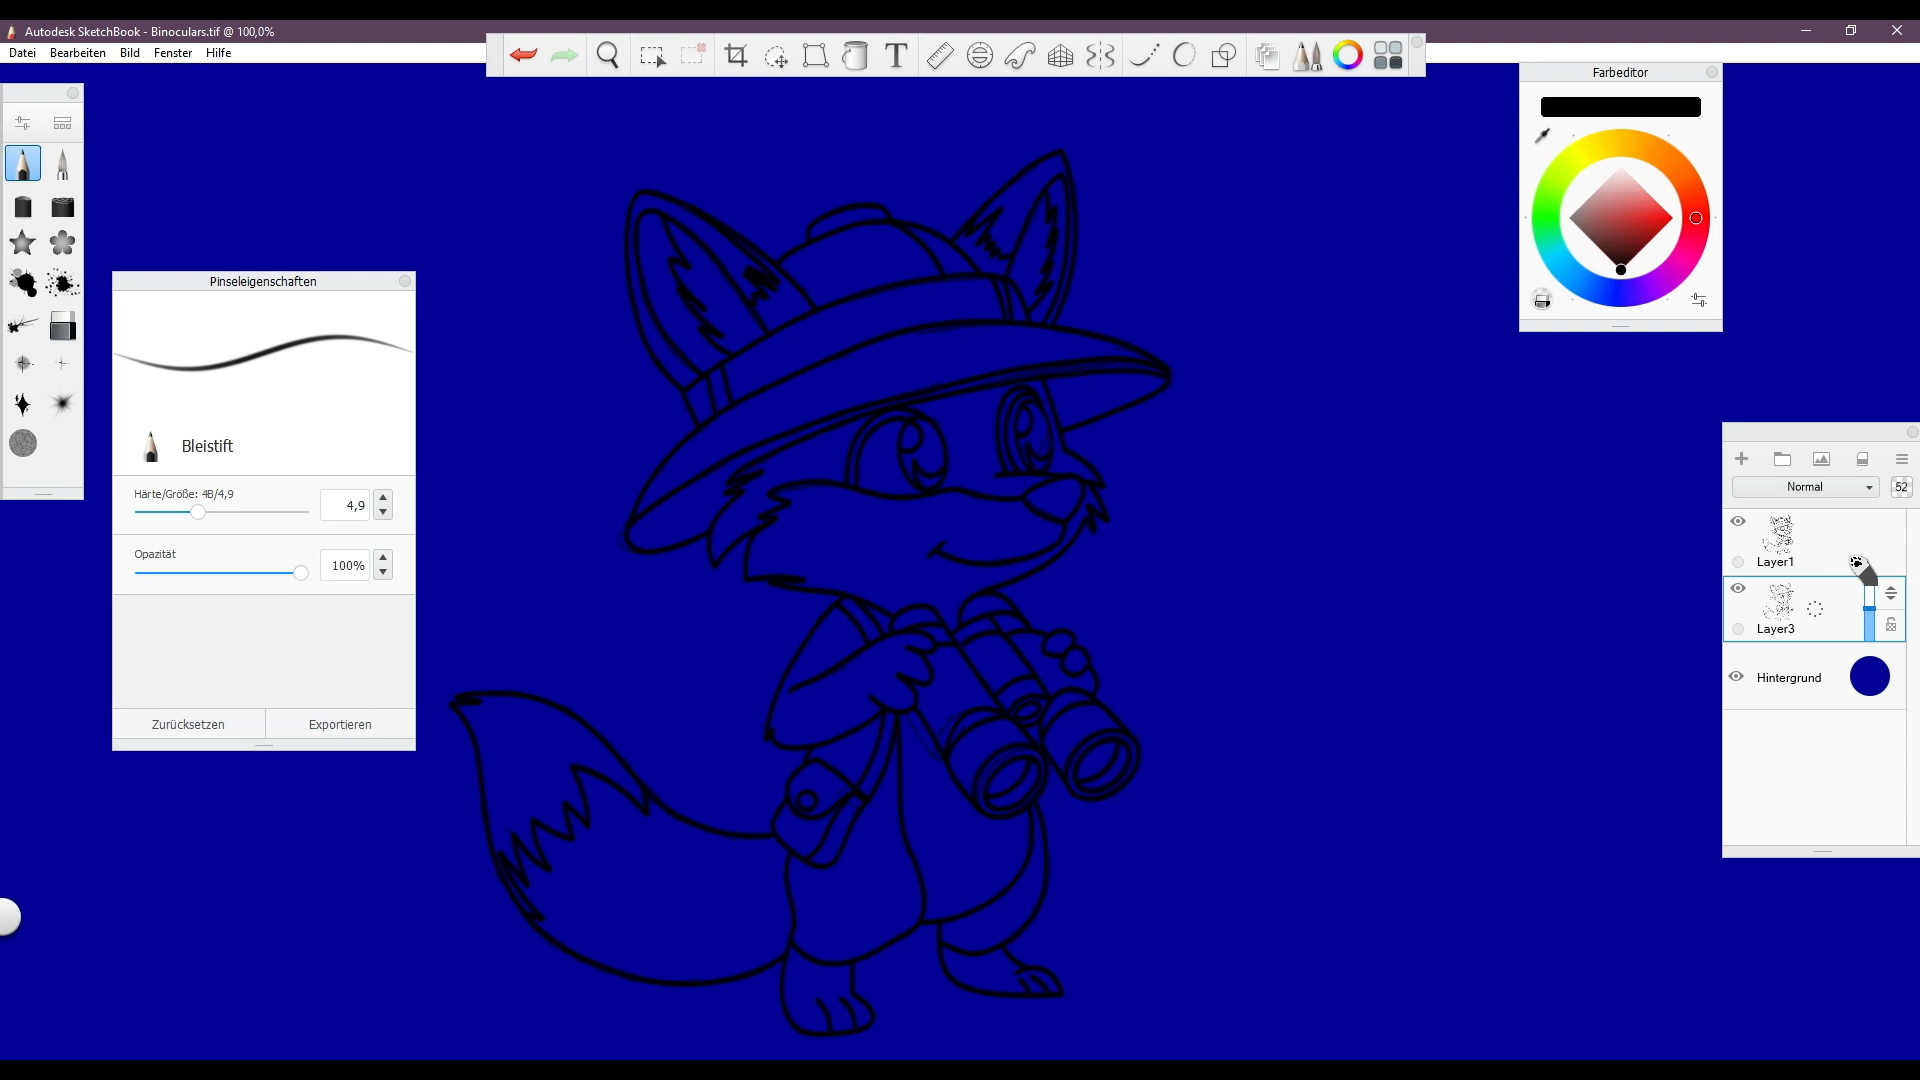 Autodesk SketchBook - Binoculars.tif @ 100,0%
Datei Bearbeiten Bild Fenster Hilfe
T
Farbeditor
Pinseleigenschaften
Bleistift
Härte/Größe: 4B/4,9
4,9
Opazität
100%
Zurücksetzen Exportieren
Normal 52
Layer1
Layer3
Hintergrund